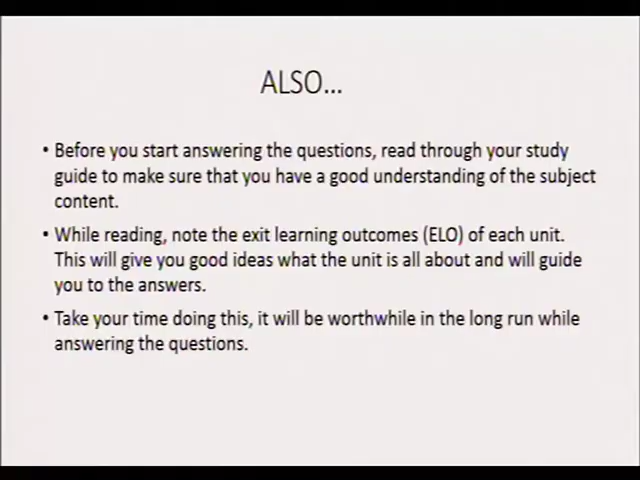 ALSO...
• Before you start answering the questions, read through your study
guide to make sure that you have a good understanding of the subject
content.
• While reading, note the exit learning outcomes (ELO) of each unit.
This will give you good ideas what the unit is all about and will guide
you to the answers.
• Take your time doing this, it will be worthwhile in the long run while
answering the questions.